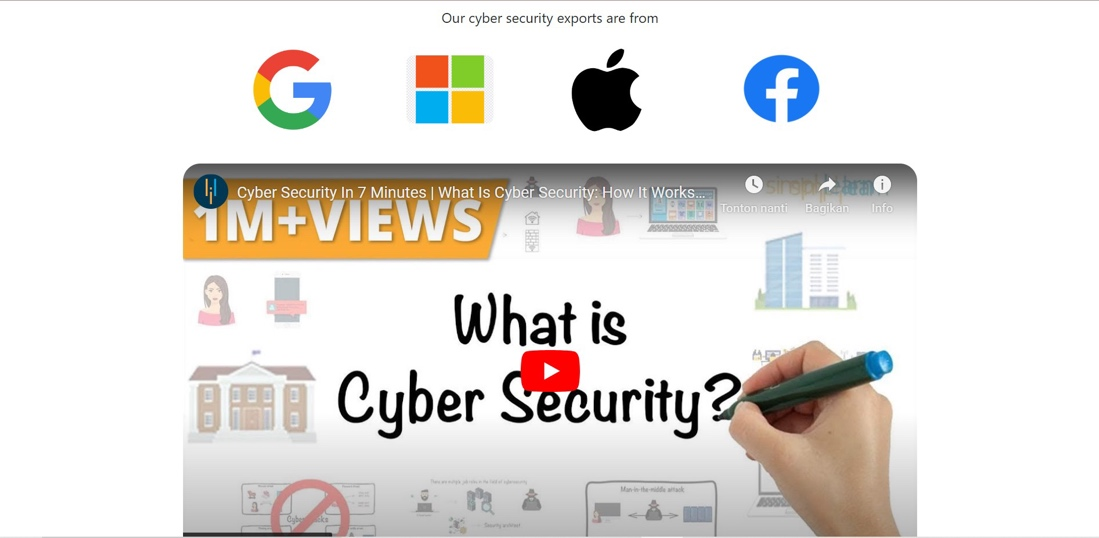 Our cyber security exports are from
Cyber Security In 7 Minutes | What Is Cyber Security: How It Works...
Tonton nanti
Bagikan
Info
1M+VIEWS
What is
Cyber Security?
Man-in-the-middle attack